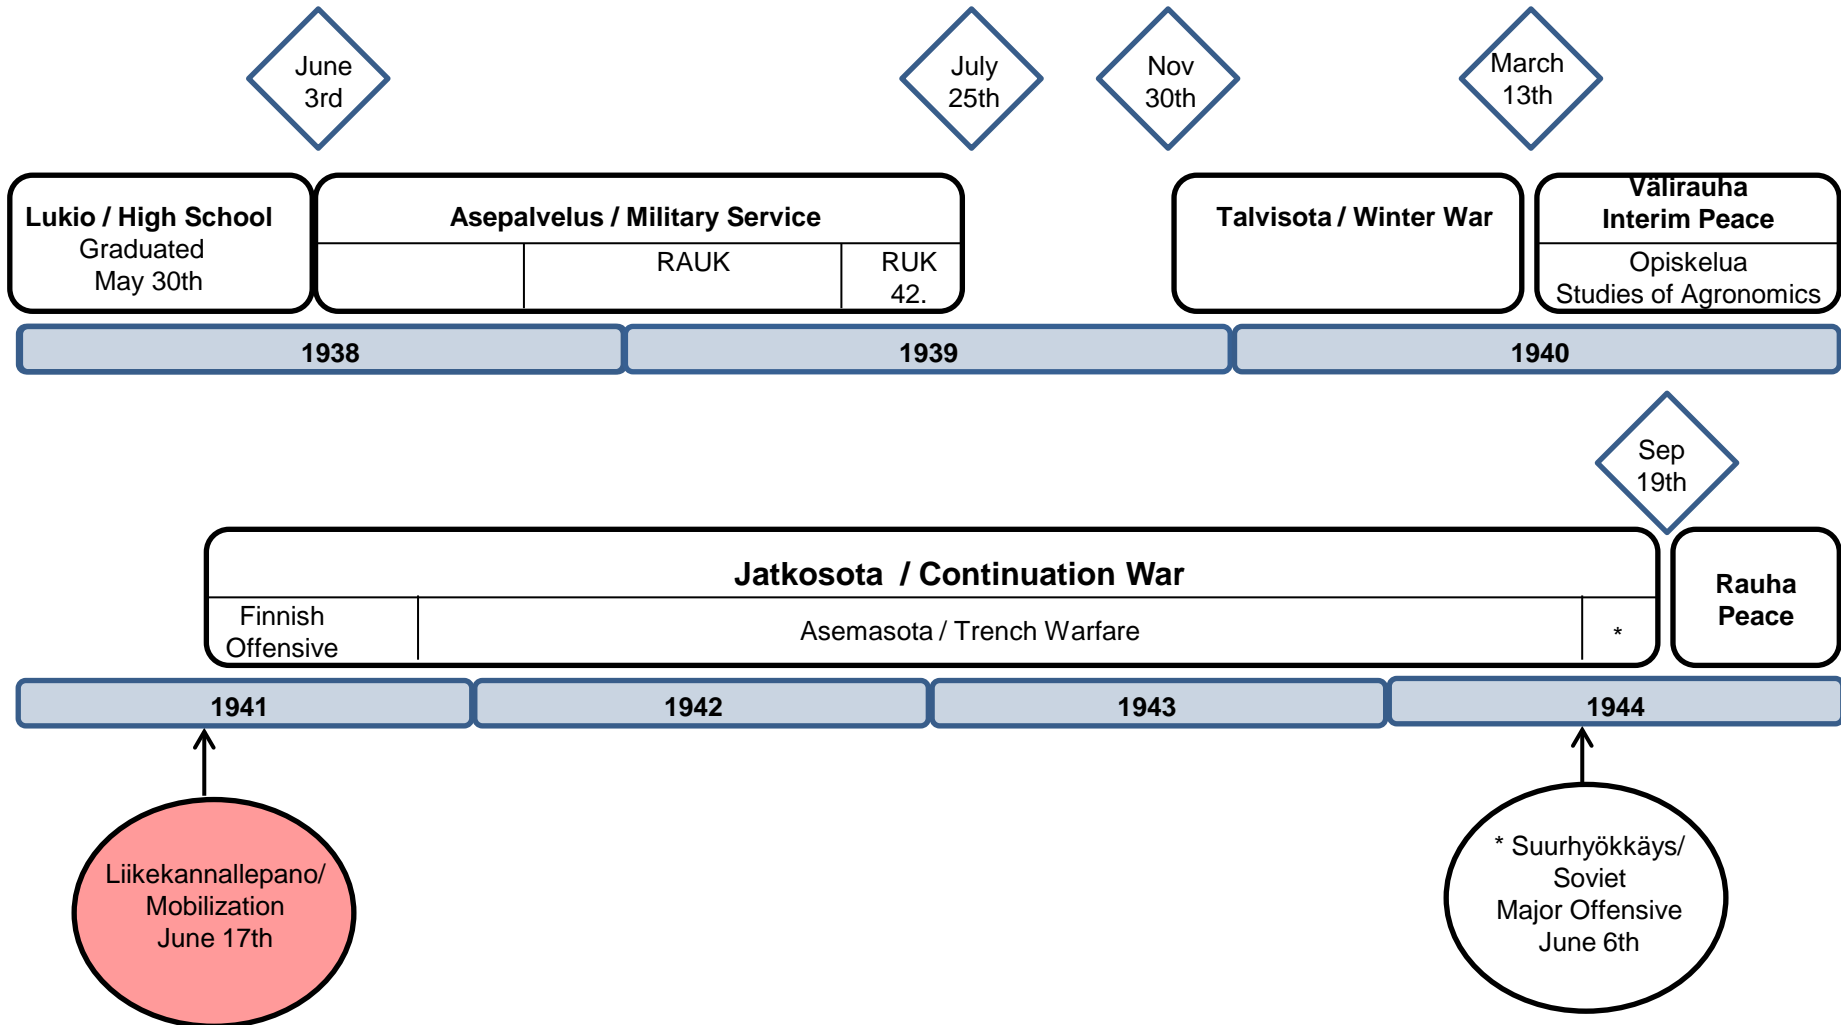 June
3rd
July
25th
Nov
30th
March
13th
Lukio / High School
Graduated
May 30th
Asepalvelus / Military Service
RAUK
RUK
42.
Talvisota / Winter War
Välirauha
Interim Peace
Opiskelua
Studies of Agronomics
1938
1939
1940
Sep
19th
Jatkosota / Continuation War
Finnish
Offensive
Asemasota / Trench Warfare
*
Rauha
Peace
1941
1942
1943
1944
Liikekannallepano/
Mobilization
June 17th
* Suurhyökkäys/
Soviet
Major Offensive
June 6th